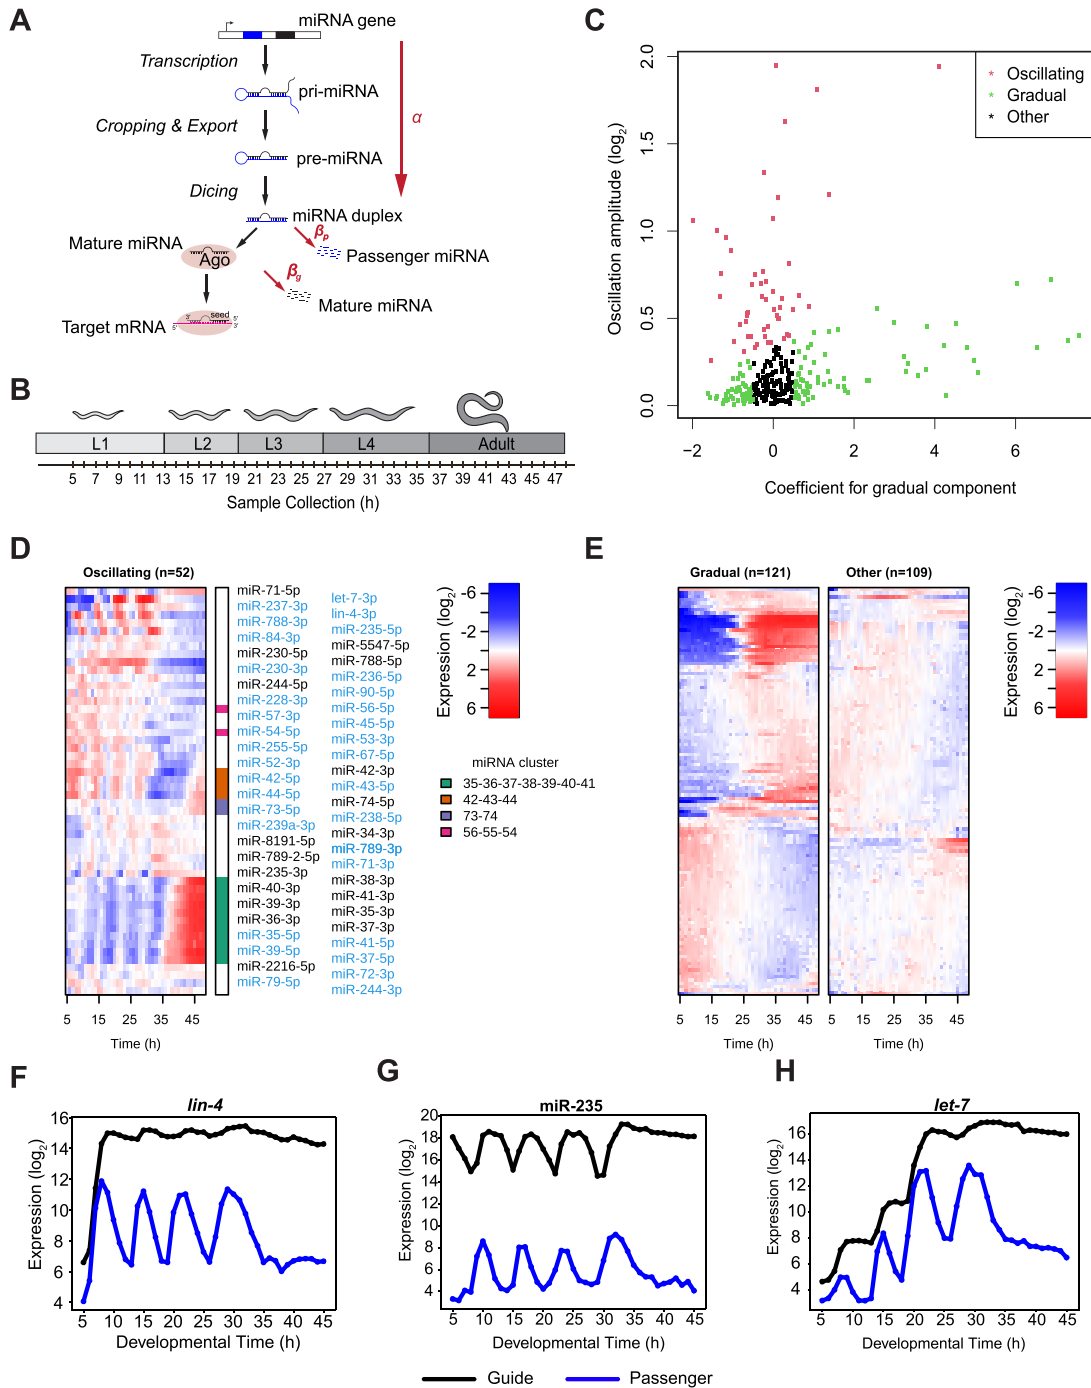 A
miRNA gene
Transcription
pri-miRNA
α
Cropping & Export
pre-miRNA
Dicing
miRNA duplex
Mature miRNA
βp
Ago
Passenger miRNA
βg
Mature miRNA
seed
3'
5'
Target mRNA
5'
3'
B
L1
L2
L3
L4
Adult
5 7 9 11 13 15 17 19 21 23 25 27 29 31 33 35 37 39 41 43 45 47
Sample Collection (h)
C
Oscillation amplitude (log2)
2.0
1.5
1.0
0.5
0.0
* Oscillating
* Gradual
* Other
−2 0 2 4 6
Coefficient for gradual component
D
Oscillating (n=52)
miR-71-5p
miR-237-3p
miR-788-3p
miR-84-3p
miR-230-5p
miR-230-3p
miR-244-5p
miR-228-3p
miR-57-3p
miR-54-5p
miR-255-5p
miR-52-3p
miR-42-5p
miR-44-5p
miR-73-5p
miR-239a-3p
miR-8191-5p
miR-789-2-5p
miR-235-3p
miR-40-3p
miR-39-3p
miR-36-3p
miR-35-5p
miR-39-5p
miR-2216-5p
miR-79-5p
let-7-3p
lin-4-3p
miR-235-5p
miR-5547-5p
miR-788-5p
miR-236-5p
miR-90-5p
miR-56-5p
miR-45-5p
miR-53-3p
miR-67-5p
miR-42-3p
miR-43-5p
miR-74-5p
miR-238-5p
miR-34-3p
miR-789-3p
miR-71-3p
miR-38-3p
miR-41-3p
miR-35-3p
miR-37-3p
miR-41-5p
miR-37-5p
miR-72-3p
miR-244-3p
5 15 25 35 45
Time (h)
Expression (log2)
-6
-2
2
6
miRNA cluster
35-36-37-38-39-40-41
42-43-44
73-74
56-55-54
E
Gradual (n=121)
Other (n=109)
5 15 25 35 45
Time (h)
5 15 25 35 45
Time (h)
Expression (log2)
-6
-2
2
6
F
lin-4
Expression (log2)
16
14
12
10
8
6
4
5 10 15 20 25 30 35 40 45
Developmental Time (h)
G
miR-235
Expression (log2)
20
18
16
14
10
8
6
4
5 10 15 20 25 30 35 40 45
Developmental Time (h)
H
let-7
Expression (log2)
16
14
12
10
8
6
4
5 10 15 20 25 30 35 40 45
Developmental Time (h)
Guide
Passenger